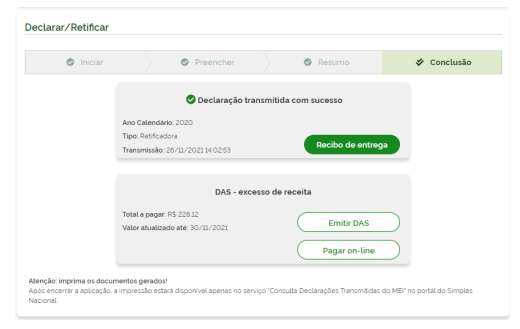 Declarar/Retificar
Iniciar
Preencher
Resumo
Conclusão
Declaração transmitida com sucesso
Ano Calendário: 2020
Tipo: Retificadora
Transmissão: 26/11/2021 14:02:53
Recibo de entrega
DAS - excesso de receita
Total a pagar: R$ 228,12
Valor atualizado até: 30/11/2021
Emitir DAS
Pagar on-line
Atenção: imprima os documentos gerados!
Após encerrar a aplicação, a impressão estará disponível apenas no serviço "Consulta Declarações Transmitidas do MEI" no portal do Simples
Nacional.